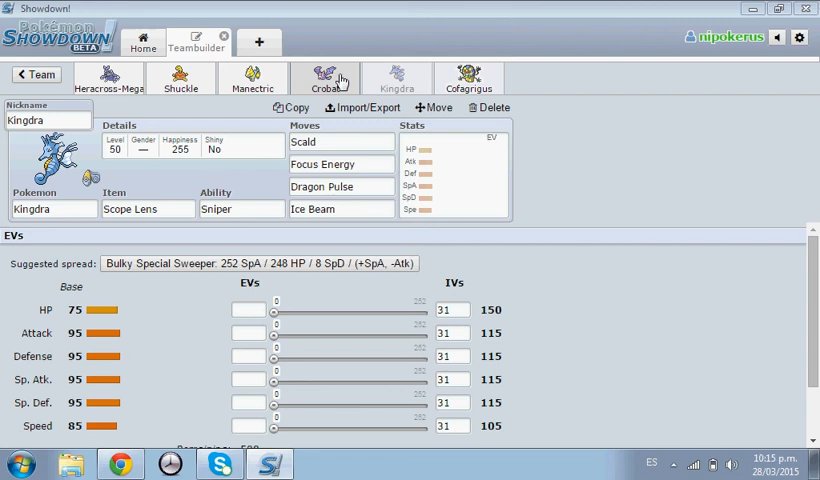 Showdown!
Pokémon
SHOWDOWN
BETA
Home
Teambuilder
nipokerus
Team
Heracross-Mega
Shuckle
Manectric
Crobat
Kingdra
Cofagrigus
Copy Import/Export Move Delete
Nickname
Kingdra
Details
Level Gender Happiness Shiny
50 — 255 No
Moves
Scald
Focus Energy
Dragon Pulse
Ice Beam
Stats
EV
HP
Atk
Def
SpA
SpD
Spe
Pokemon
Kingdra
Item
Scope Lens
Ability
Sniper
EVs
Suggested spread: Bulky Special Sweeper: 252 SpA / 248 HP / 8 SpD / (+SpA, -Atk)
Base EVs IVs
HP 75 0 252 31 150
Attack 95 0 252 31 115
Defense 95 0 252 31 115
Sp. Atk. 95 0 252 31 115
Sp. Def. 95 0 252 31 115
Speed 85 0 252 31 105
Remaining: 508
ES
10:15 p.m.
28/03/2015